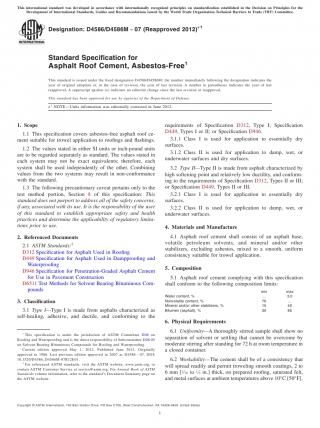 This international standard was developed in accordance with internationally recognized principles on standardization established in the Decision on Principles for the
Development of International Standards, Guides and Recommendations issued by the World Trade Organization Technical Barriers to Trade (TBT) Committee.
Designation: D4586/D4586M − 07 (Reapproved 2012)ε1
Standard Specification for
Asphalt Roof Cement, Asbestos-Free1
This standard is issued under the fixed designation D4586/D4586M; the number immediately following the designation indicates the
year of original adoption or, in the case of revision, the year of last revision. A number in parentheses indicates the year of last
reapproval. A superscript epsilon (ε) indicates an editorial change since the last revision or reapproval.
This standard has been approved for use by agencies of the Department of Defense.
ε1 NOTE—Units information was editorially corrected in June 2012.
1. Scope
1.1 This specification covers asbestos-free asphalt roof ce-
ment suitable for trowel application to roofings and flashings.
1.2 The values stated in either SI units or inch-pound units
are to be regarded separately as standard. The values stated in
each system may not be exact equivalents; therefore, each
system shall be used independently of the other. Combining
values from the two systems may result in non-conformance
with the standard.
1.3 The following precautionary caveat pertains only to the
test method portion, Section 8 of this specification: This
standard does not purport to address all of the safety concerns,
if any, associated with its use. It is the responsibility of the user
of this standard to establish appropriate safety and health
practices and determine the applicability of regulatory limita-
tions prior to use.
2. Referenced Documents
2.1 ASTM Standards:2
D312 Specification for Asphalt Used in Roofing
D449 Specification for Asphalt Used in Dampproofing and
Waterproofing
D946 Specification for Penetration-Graded Asphalt Cement
for Use in Pavement Construction
D6511 Test Methods for Solvent Bearing Bituminous Com-
pounds
3. Classification
3.1 Type I—Type I is made from asphalts characterized as
self-healing, adhesive, and ductile, and conforming to the
1 This specification is under the jurisdiction of ASTM Committee D08 on
Roofing and Waterproofing and is the direct responsibility of Subcommittee D08.05
on Solvent Bearing Bituminous Compounds for Roofing and Waterproofing.
Current edition approved May 1, 2012. Published June 2012. Originally
approved in 1986. Last previous edition approved in 2007 as D4586 – 07. DOI:
10.1520/D4586_D4586M-07R12E01.
2 For referenced ASTM standards, visit the ASTM website, www.astm.org, or
contact ASTM Customer Service at service@astm.org. For Annual Book of ASTM
Standards volume information, refer to the standard's Document Summary page on
the ASTM website.
requirements of Specification D312, Type I; Specification
D449, Types I or II; or Specification D946.
3.1.1 Class I is used for application to essentially dry
surfaces.
3.1.2 Class II is used for application to damp, wet, or
underwater surfaces and dry surfaces.
3.2 Type II—Type II is made from asphalt characterized by
high softening point and relatively low ductility, and conform-
ing to the requirements of Specification D312, Types II or III;
or Specification D449, Types II or III.
3.2.1 Class I is used for application to essentially dry
surfaces.
3.2.2 Class II is used for application to damp, wet, or
underwater surfaces.
4. Materials and Manufacture
4.1 Asphalt roof cement shall consist of an asphalt base,
volatile petroleum solvents, and mineral and/or other
stabilizers, excluding asbestos, mixed to a smooth, uniform
consistency suitable for trowel application.
5. Composition
5.1 Asphalt roof cement complying with this specification
shall conform to the following composition limits:
min max
Water content, % 3.0
Nonvolatile content, % 70
Mineral and/or other stabilizers, % 15 45
Bitumen (asphalt), % 35 85
6. Physical Requirements
6.1 Uniformity—A thoroughly stirred sample shall show no
separation of solvent or settling that cannot be overcome by
moderate stirring after standing for 72 h at room temperature in
a closed container.
6.2 Workability—The cement shall be of a consistency that
will spread readily and permit troweling smooth coatings, 2 to
6 mm [1⁄16 to 1⁄4 in.] thick, on prepared roofing, saturated felt,
and metal surfaces at ambient temperatures above 10°C [50°F].
Copyright © ASTM International, 100 Barr Harbor Drive, PO Box C700, West Conshohocken, PA 19428-2959. United States
1